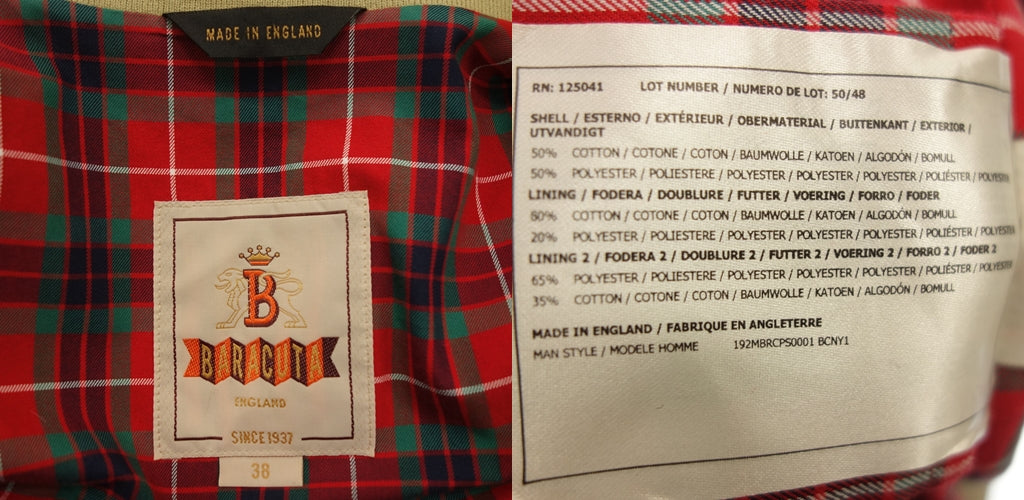 MADE IN ENGLAND
B
BARACUTA
ENGLAND
SINCE 1937
38
RN: 125041 LOT NUMBER / NUMERO DE LOT: 50/48
SHELL / ESTERNO / EXTÉRIEUR / OBERMATERIAL / BUITENKANT / EXTERIOR /
UTVANDIGT
50% COTTON / COTONE / COTON / BAUMWOLLE / KATOEN / ALGODÓN / BOMULL
50% POLYESTER / POLIESTERE / POLYESTER / POLYESTER / POLYESTER / POLIÉSTER / POLYESTER
LINING / FODERA / DOUBLURE / FUTTER / VOERING / FORRO / FODER
80% COTTON / COTONE / COTON / BAUMWOLLE / KATOEN / ALGODÓN / BOMULL
20% POLYESTER / POLIESTERE / POLYESTER / POLYESTER / POLYESTER / POLIÉSTER / POLYESTER
LINING 2 / FODERA 2 / DOUBLURE 2 / FUTTER 2 / VOERING 2 / FORRO 2 / FODER 2
65% POLYESTER / POLIESTERE / POLYESTER / POLYESTER / POLYESTER / POLIÉSTER / POLYESTER
35% COTTON / COTONE / COTON / BAUMWOLLE / KATOEN / ALGODÓN / BOMULL
MADE IN ENGLAND / FABRIQUE EN ANGLETERRE
MAN STYLE / MODELE HOMME 192MBRCPS0001 BCNY1